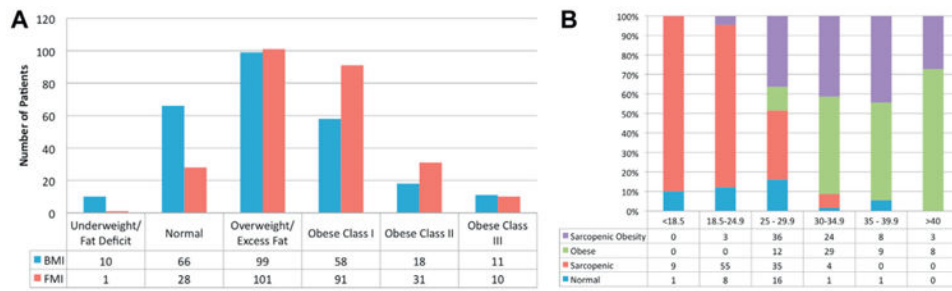 A
120
100
80
60
40
20
0
Number of Patients
Underweight/ Fat Deficit
Normal
Overweight/ Excess Fat
Obese Class I
Obese Class II
Obese Class III
BMI 10 66 99 58 18 11
FMI 1 28 101 91 31 10
B
100%
90%
80%
70%
60%
50%
40%
30%
20%
10%
0%
<18.5 18.5-24.9 25 - 29.9 30-34.9 35 - 39.9 >40
Sarcopenic Obesity 0 3 36 24 8 3
Obese 0 0 12 29 9 8
Sarcopenic 9 55 35 4 0 0
Normal 1 8 16 1 1 0